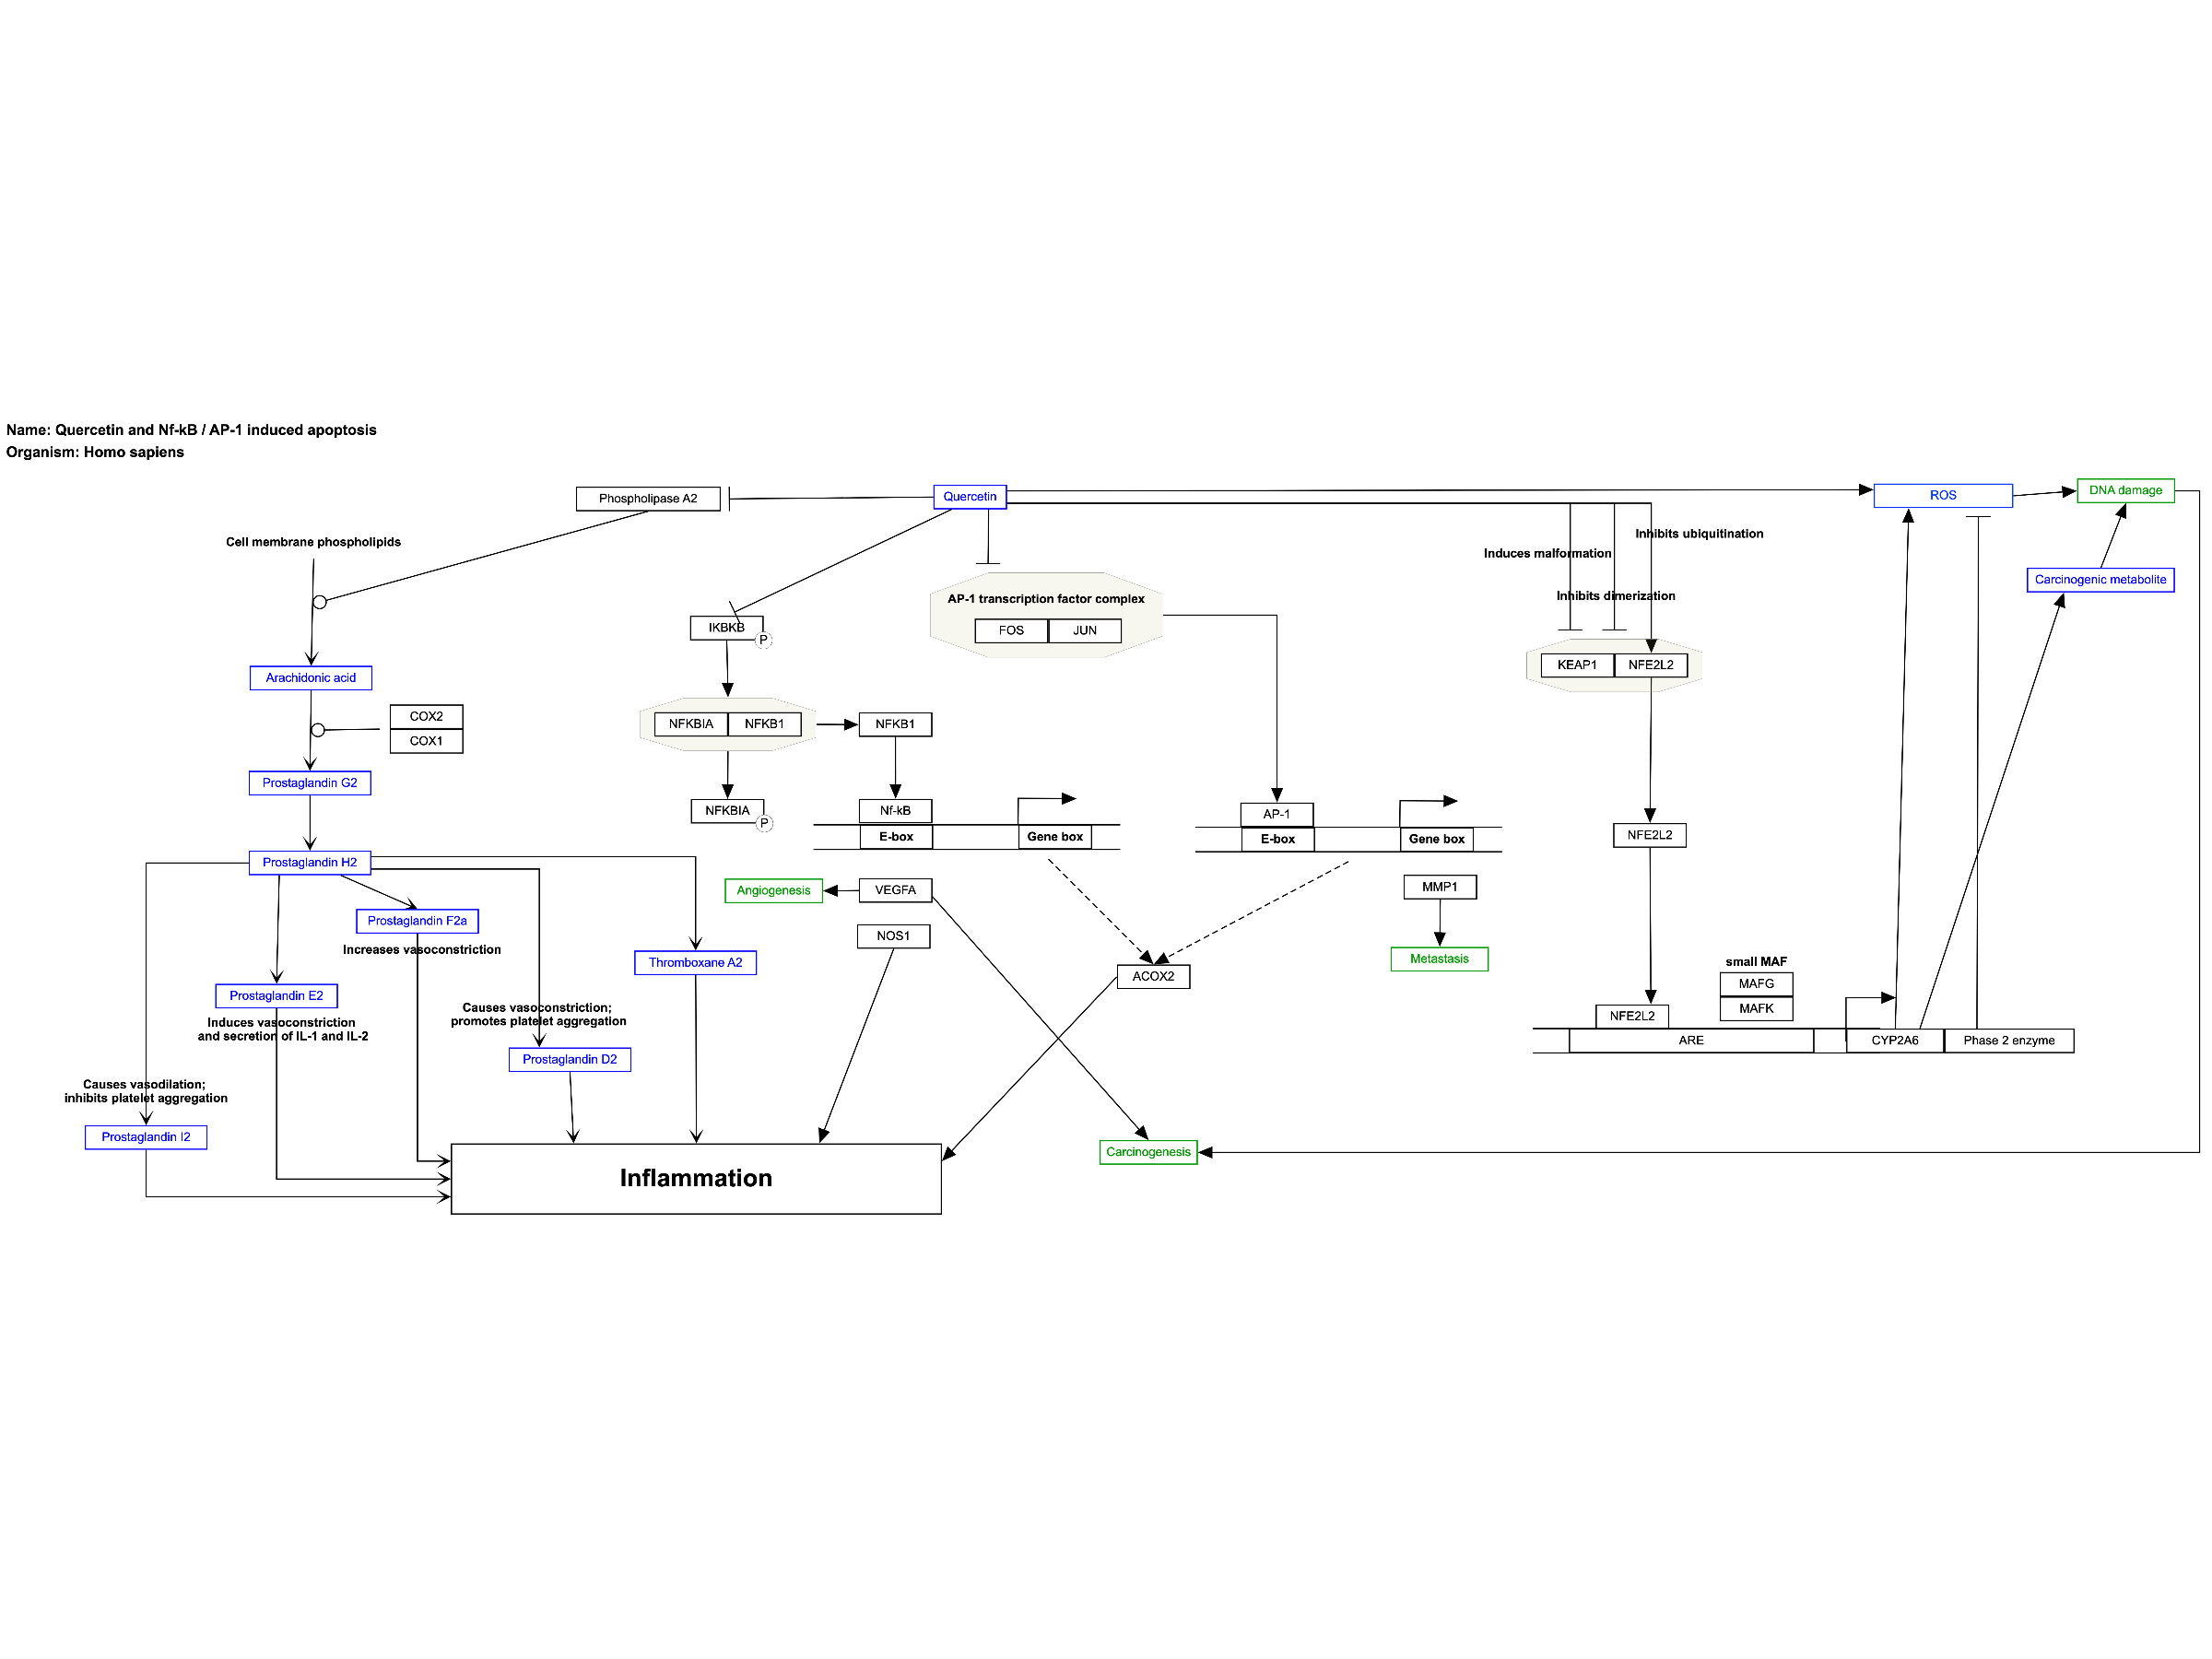 Name: Quercetin and Nf-kB / AP-1 induced apoptosis
Organism: Homo sapiens
Phospholipase A2
Quercetin
ROS
DNA damage
Cell membrane phospholipids
Inhibits ubiquitination
Induces malformation
Carcinogenic metabolite
Inhibits dimerization
AP-1 transcription factor complex
FOS
JUN
IKBKB
P
KEAP1
NFE2L2
Arachidonic acid
COX2
COX1
NFKBIA
NFKB1
NFKB1
Prostaglandin G2
NFKBIA
P
Nf-kB
E-box
Gene box
AP-1
E-box
Gene box
NFE2L2
Prostaglandin H2
Angiogenesis
VEGFA
MMP1
Prostaglandin F2a
Increases vasoconstriction
NOS1
Thromboxane A2
ACOX2
Metastasis
small MAF
MAFG
MAFK
Prostaglandin E2
Induces vasoconstriction
and secretion of IL-1 and IL-2
Causes vasoconstriction;
promotes platelet aggregation
NFE2L2
ARE
CYP2A6
Phase 2 enzyme
Prostaglandin D2
Causes vasodilation;
inhibits platelet aggregation
Prostaglandin I2
Carcinogenesis
Inflammation